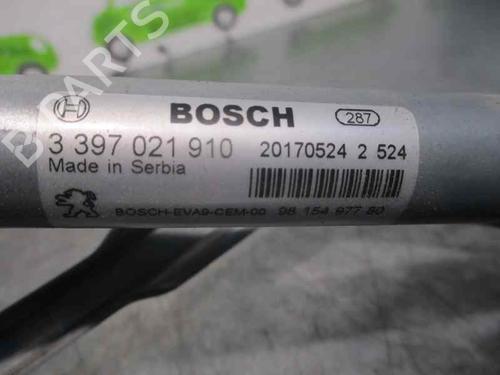 BOSCH 287
3 397 021 910 20170524 2 524
Made in Serbia
BOSCH-EVA9-CEM-00 98 154 977 80
B PARTS